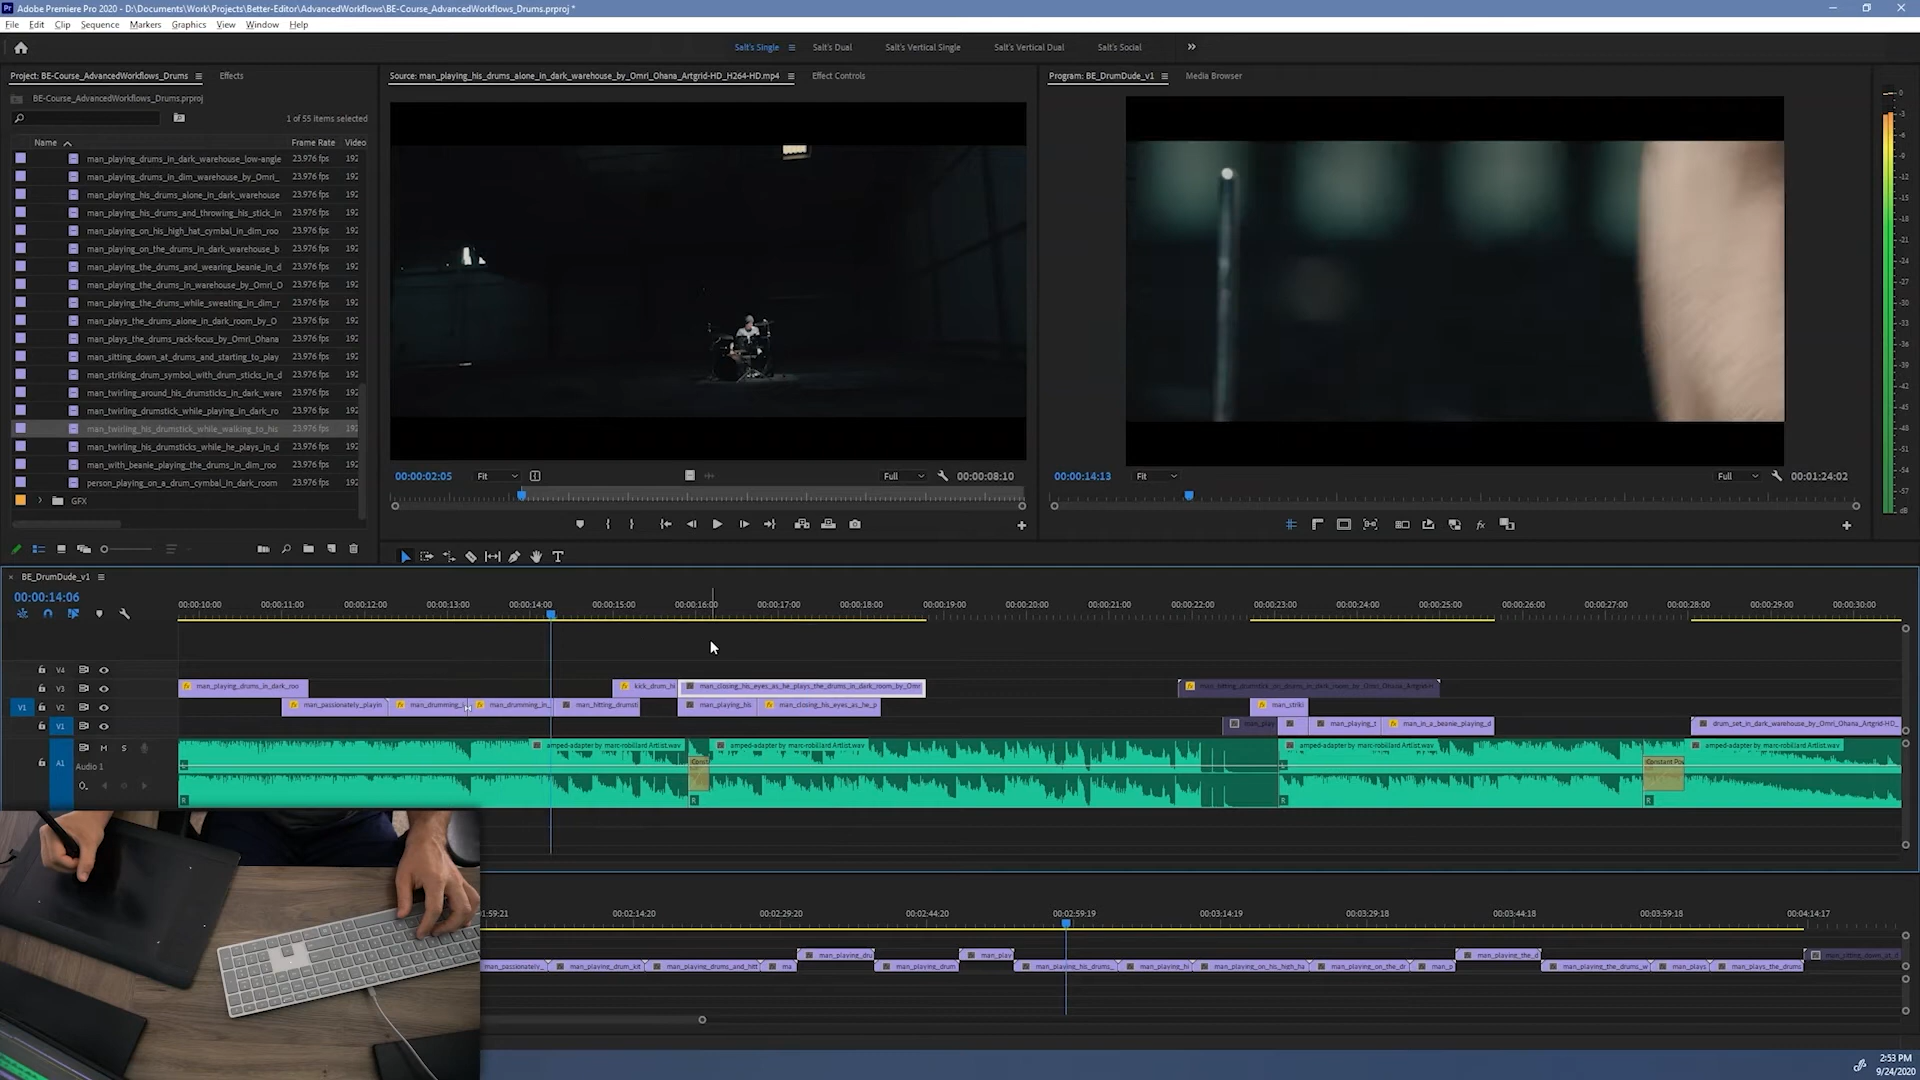 Adobe Premiere Pro 2020 - D:\Documents\Work\Projects\Better-Editor\AdvancedWorkflows\BE-Course_AdvancedWorkflows_Drums.prproj *
File Edit Clip Sequence Markers Graphics View Window Help
Salt's Single Salt's Dual Salt's Vertical Single Salt's Vertical Dual Salt's Social
Project: BE-Course_AdvancedWorkflows_Drums Effects
Source: man_playing_his_drums_alone_in_dark_warehouse_by_Omri_Ohana_Artgrid-HD_H264-HD.mp4 Effect Controls
Program: BE_DrumDude_v1 Media Browser
BE-Course_AdvancedWorkflows_Drums.prproj
1 of 55 items selected
Name Frame Rate Video
man_playing_drums_in_dark_warehouse_low-angle 23.976 fps 192
man_playing_drums_in_dim_warehouse_by_Omri_ 23.976 fps 192
man_playing_his_drums_alone_in_dark_warehouse 23.976 fps 192
man_playing_his_drums_and_throwing_his_stick_in 23.976 fps 192
man_playing_on_his_high_hat_cymbal_in_dim_roo 23.976 fps 192
man_playing_on_the_drums_in_dark_warehouse_b 23.976 fps 192
man_playing_the_drums_and_wearing_beanie_in_d 23.976 fps 192
man_playing_the_drums_in_warehouse_by_Omri_O 23.976 fps 192
man_playing_the_drums_while_sweating_in_dim_r 23.976 fps 192
man_plays_the_drums_alone_in_dark_room_by_O 23.976 fps 192
man_plays_the_drums_rack-focus_by_Omri_Ohana 23.976 fps 192
man_sitting_down_at_drums_and_starting_to_play 23.976 fps 192
man_striking_drum_symbol_with_drum_sticks_in_d 23.976 fps 192
man_twirling_around_his_drumsticks_in_dark_ware 23.976 fps 192
man_twirling_drumstick_while_playing_in_dark_ro 23.976 fps 192
man_twirling_his_drumstick_while_walking_to_his 23.976 fps 192
man_twirling_his_drumsticks_while_he_plays_in_d 23.976 fps 192
man_with_beanie_playing_the_drums_in_dim_roo 23.976 fps 192
person_playing_on_a_drum_cymbal_in_dark_room 23.976 fps 192
GFX
00:00:02:05 Fit Full 00:00:08:10
00:00:14:13 Fit Full 00:01:24:02
BE_DrumDude_v1
00:00:14:06
00:00:10:00 00:00:11:00 00:00:12:00 00:00:13:00 00:00:14:00 00:00:15:00 00:00:16:00 00:00:17:00 00:00:18:00 00:00:19:00 00:00:20:00 00:00:21:00 00:00:22:00 00:00:23:00 00:00:24:00 00:00:25:00 00:00:26:00 00:00:27:00 00:00:28:00 00:00:29:00 00:00:30:00
V4
V3 man_playing_drums_in_dark_roo kick_drum_hi man_closing_his_eyes_as_he_plays_the_drums_in_dark_room_by_Omr
V1 V2 man_passionately_playin man_drumming_ man_drumming_in_ man_hitting_drumsti man_playing_his man_closing_his_eyes_as_he_p man_striki
V1 man_play man_playing_t man_in_a_beanie_playing_d drum_set_in_dark_warehouse_by_Omri_Ohana_Artgrid-HD_
M S amped-adapter by marc-robillard Artlist.wav amped-adapter by marc-robillard Artlist.wav amped-adapter by marc-robillard Artlist.wav amped-adapter by marc-robillard Artlist.wav
A1 Audio 1 Const Constant Pow
R R R R
1:59:21 00:02:14:20 00:02:29:20 00:02:44:20 00:02:59:19 00:03:14:19 00:03:29:18 00:03:44:18 00:03:59:18 00:04:14:17
man_playing_dru man_play man_playing_the_d man_sitting_down_at_d
man_passionately_ man_playing_drum_kit man_playing_drums_and_hitt ma man_playing_drum man_playing_his_drums_ man_playing_hi man_playing_on_his_high_ha man_playing_on_the_dr man_p man_playing_the_drums_w man_plays man_plays_the_drums
2:53 PM
9/24/2020